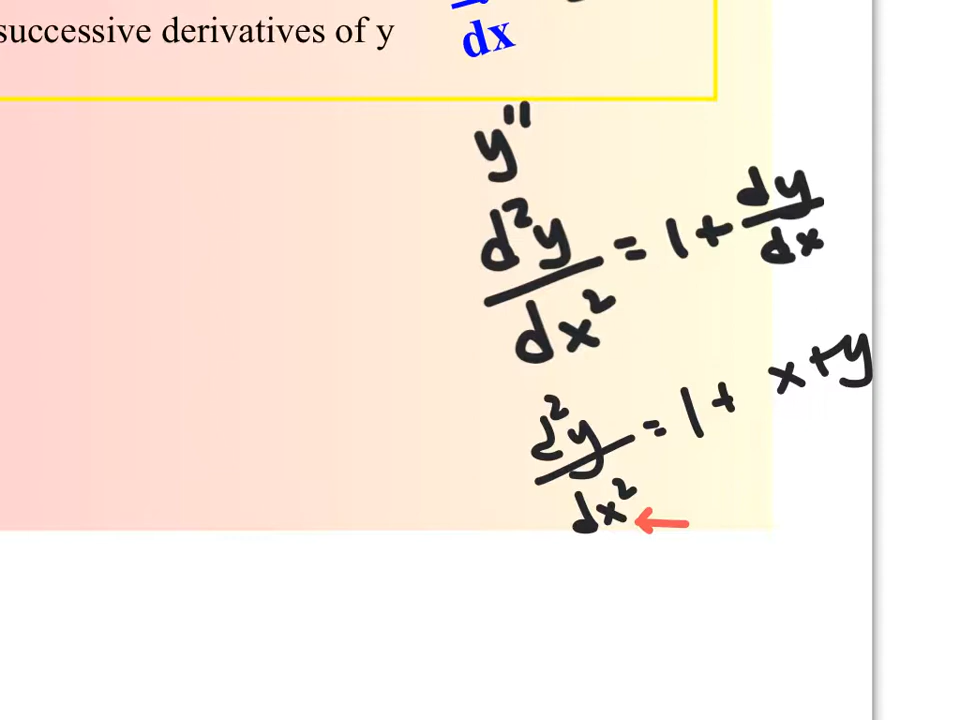 successive derivatives of y
dx
y"
d²y/dx² = 1 + dy/dx
d²y/dx² = 1 + x+y